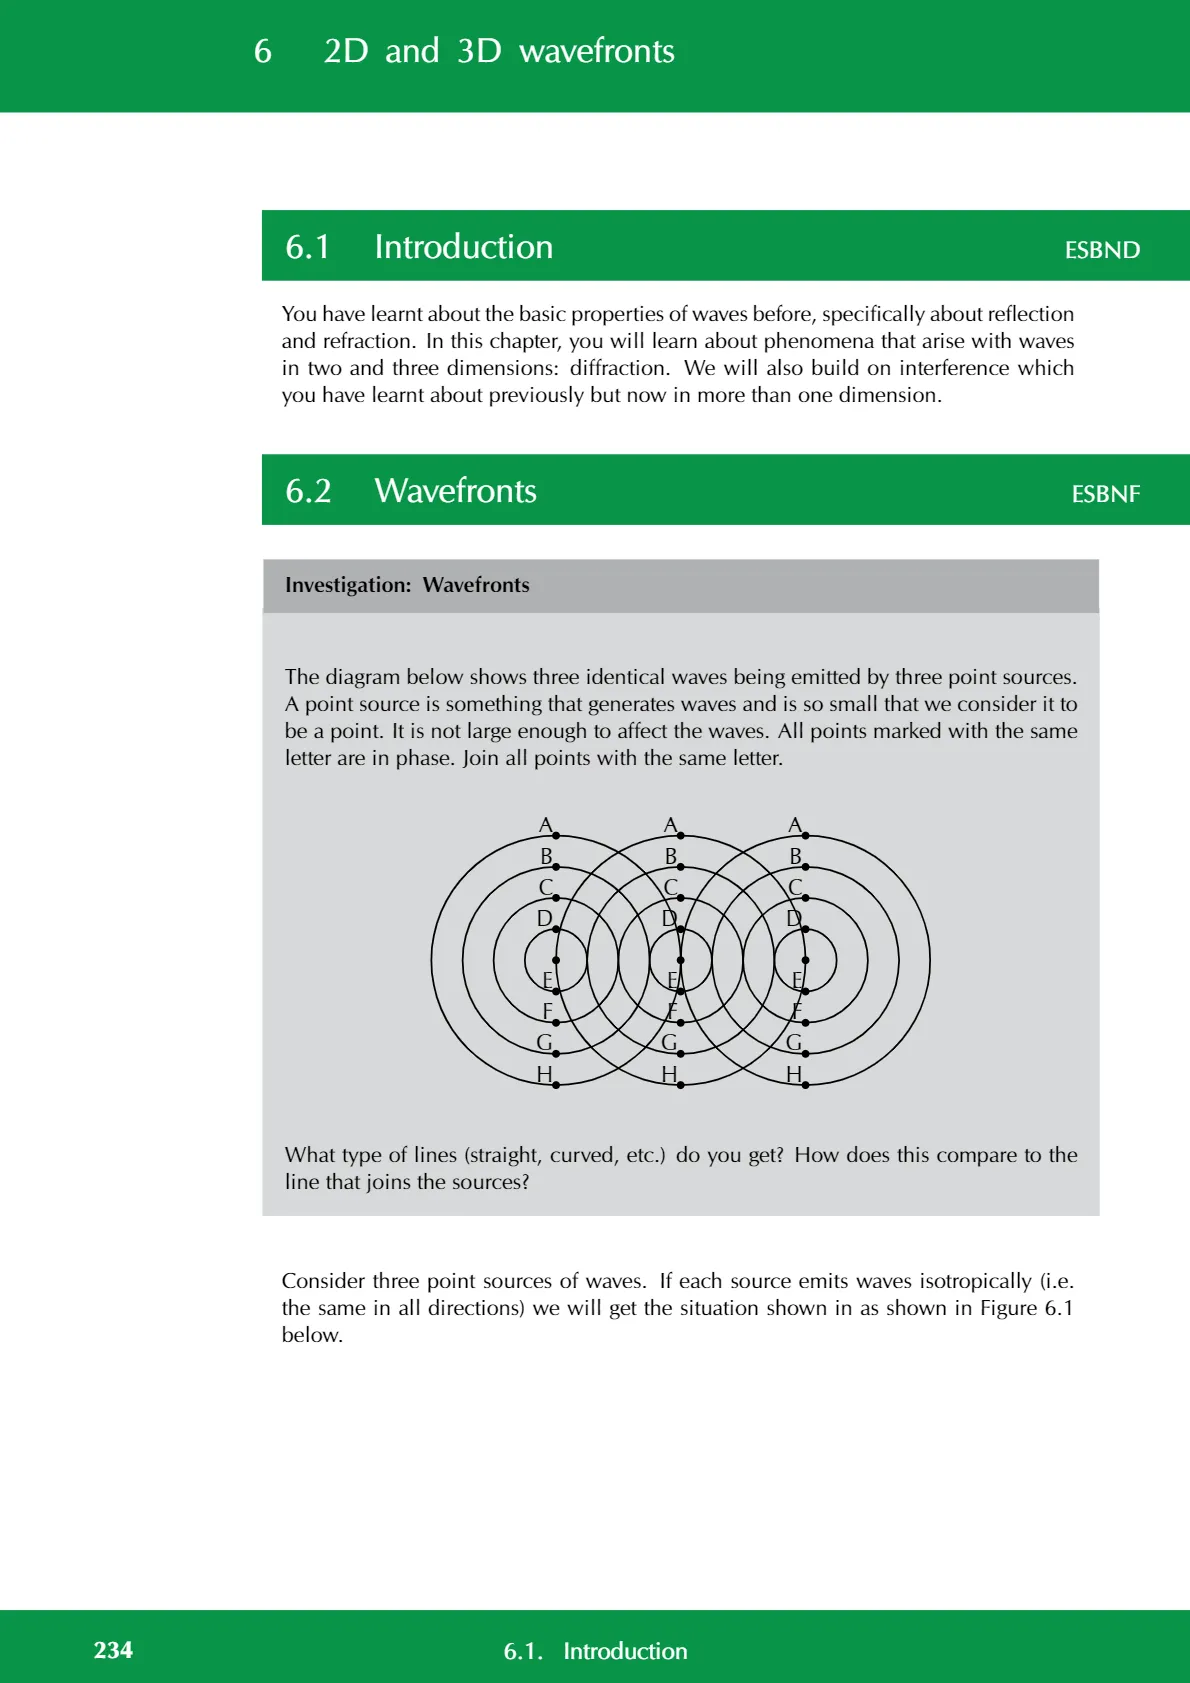 6 2D and 3D wavefronts
6.1 Introduction ESBND
You have learnt about the basic properties of waves before, specifically about reflection
and refraction. In this chapter, you will learn about phenomena that arise with waves
in two and three dimensions: diffraction. We will also build on interference which
you have learnt about previously but now in more than one dimension.
6.2 Wavefronts ESBNF
Investigation: Wavefronts
The diagram below shows three identical waves being emitted by three point sources.
A point source is something that generates waves and is so small that we consider it to
be a point. It is not large enough to affect the waves. All points marked with the same
letter are in phase. Join all points with the same letter.
A A A
B B B
C C C
D D D
E E E
F F F
G G G
H H H
What type of lines (straight, curved, etc.) do you get? How does this compare to the
line that joins the sources?
Consider three point sources of waves. If each source emits waves isotropically (i.e.
the same in all directions) we will get the situation shown in as shown in Figure 6.1
below.
234 6.1. Introduction